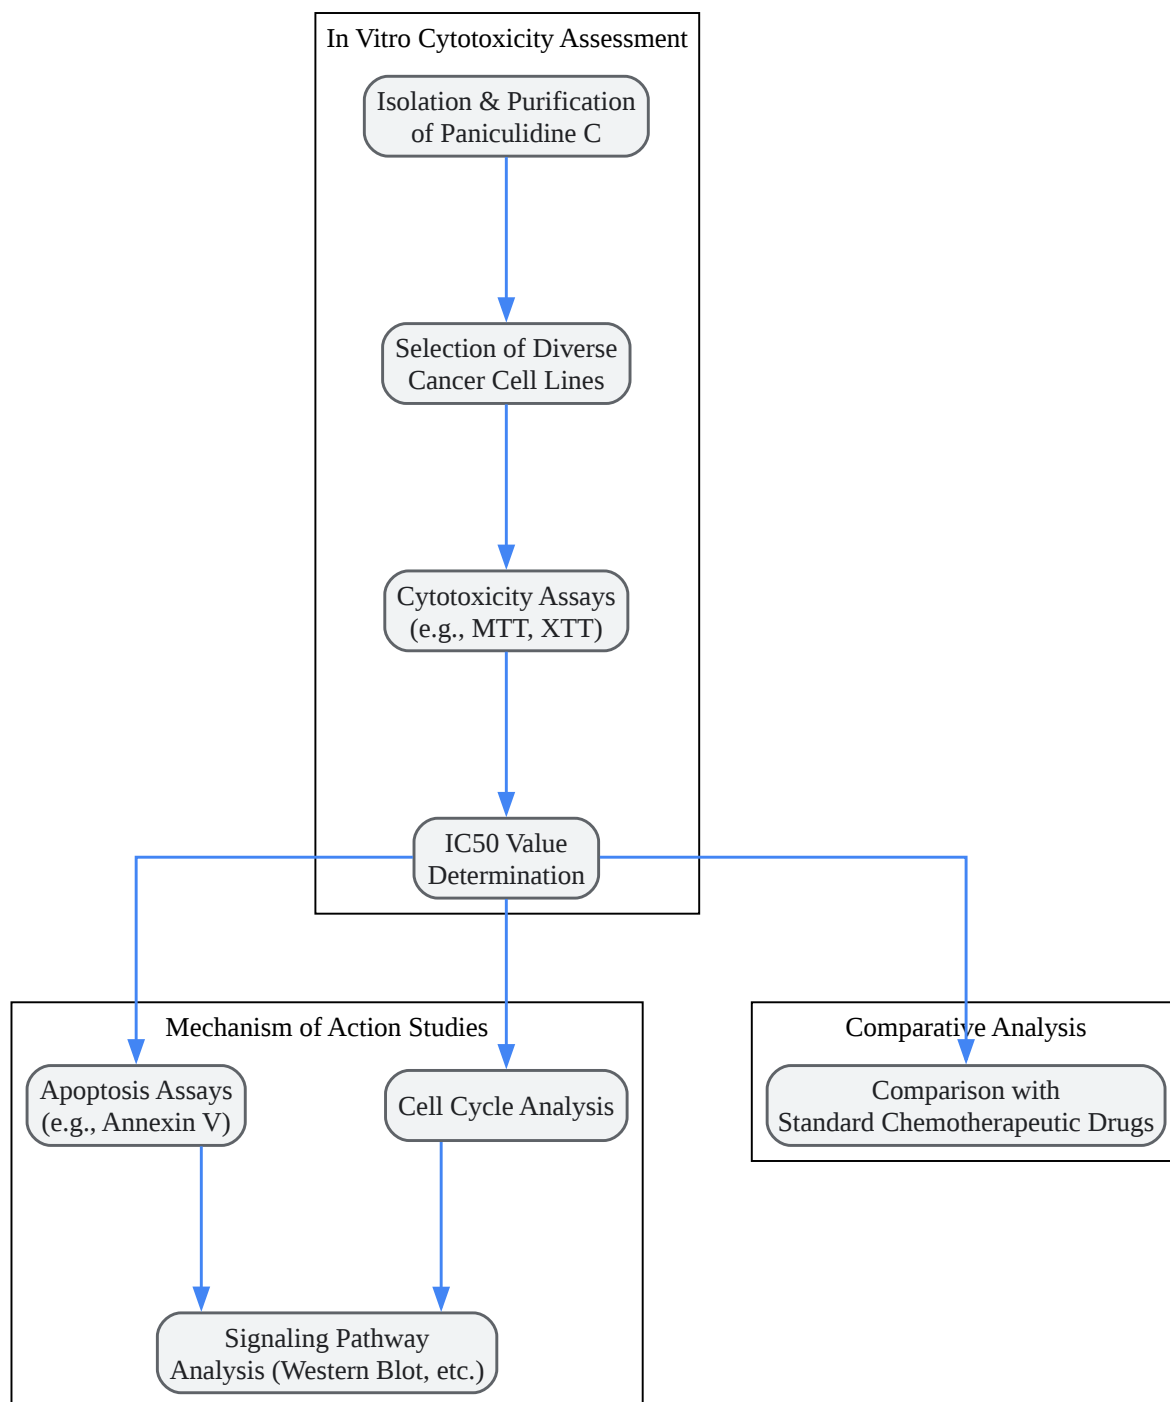 In Vitro Cytotoxicity Assessment
Isolation & Purification
of Paniculidine C
Selection of Diverse
Cancer Cell Lines
Cytotoxicity Assays
(e.g., MTT, XTT)
IC50 Value
Determination
Mechanism of Action Studies
Apoptosis Assays
(e.g., Annexin V)
Cell Cycle Analysis
Signaling Pathway
Analysis (Western Blot, etc.)
Comparative Analysis
Comparison with
Standard Chemotherapeutic Drugs